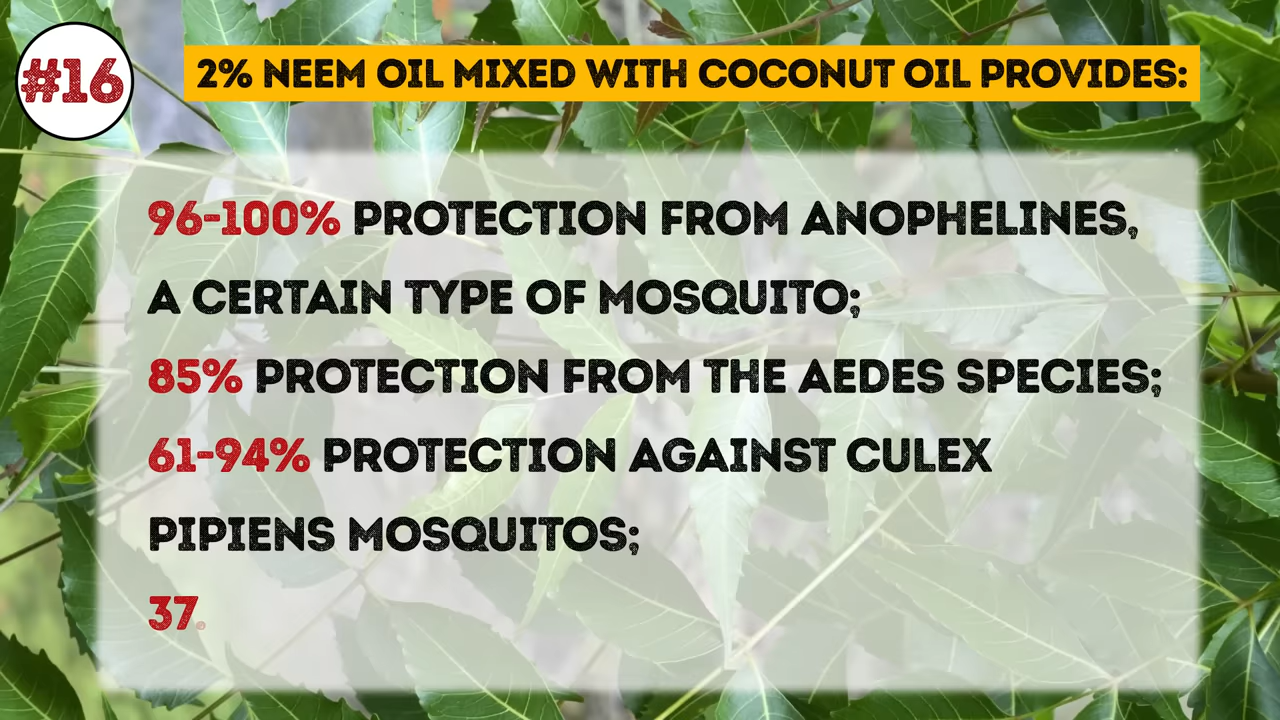 #16
2% NEEM OIL MIXED WITH COCONUT OIL PROVIDES:
96-100% PROTECTION FROM ANOPHELINES,
A CERTAIN TYPE OF MOSQUITO;
85% PROTECTION FROM THE AEDES SPECIES;
61-94% PROTECTION AGAINST CULEX
PIPIENS MOSQUITOS;
37.